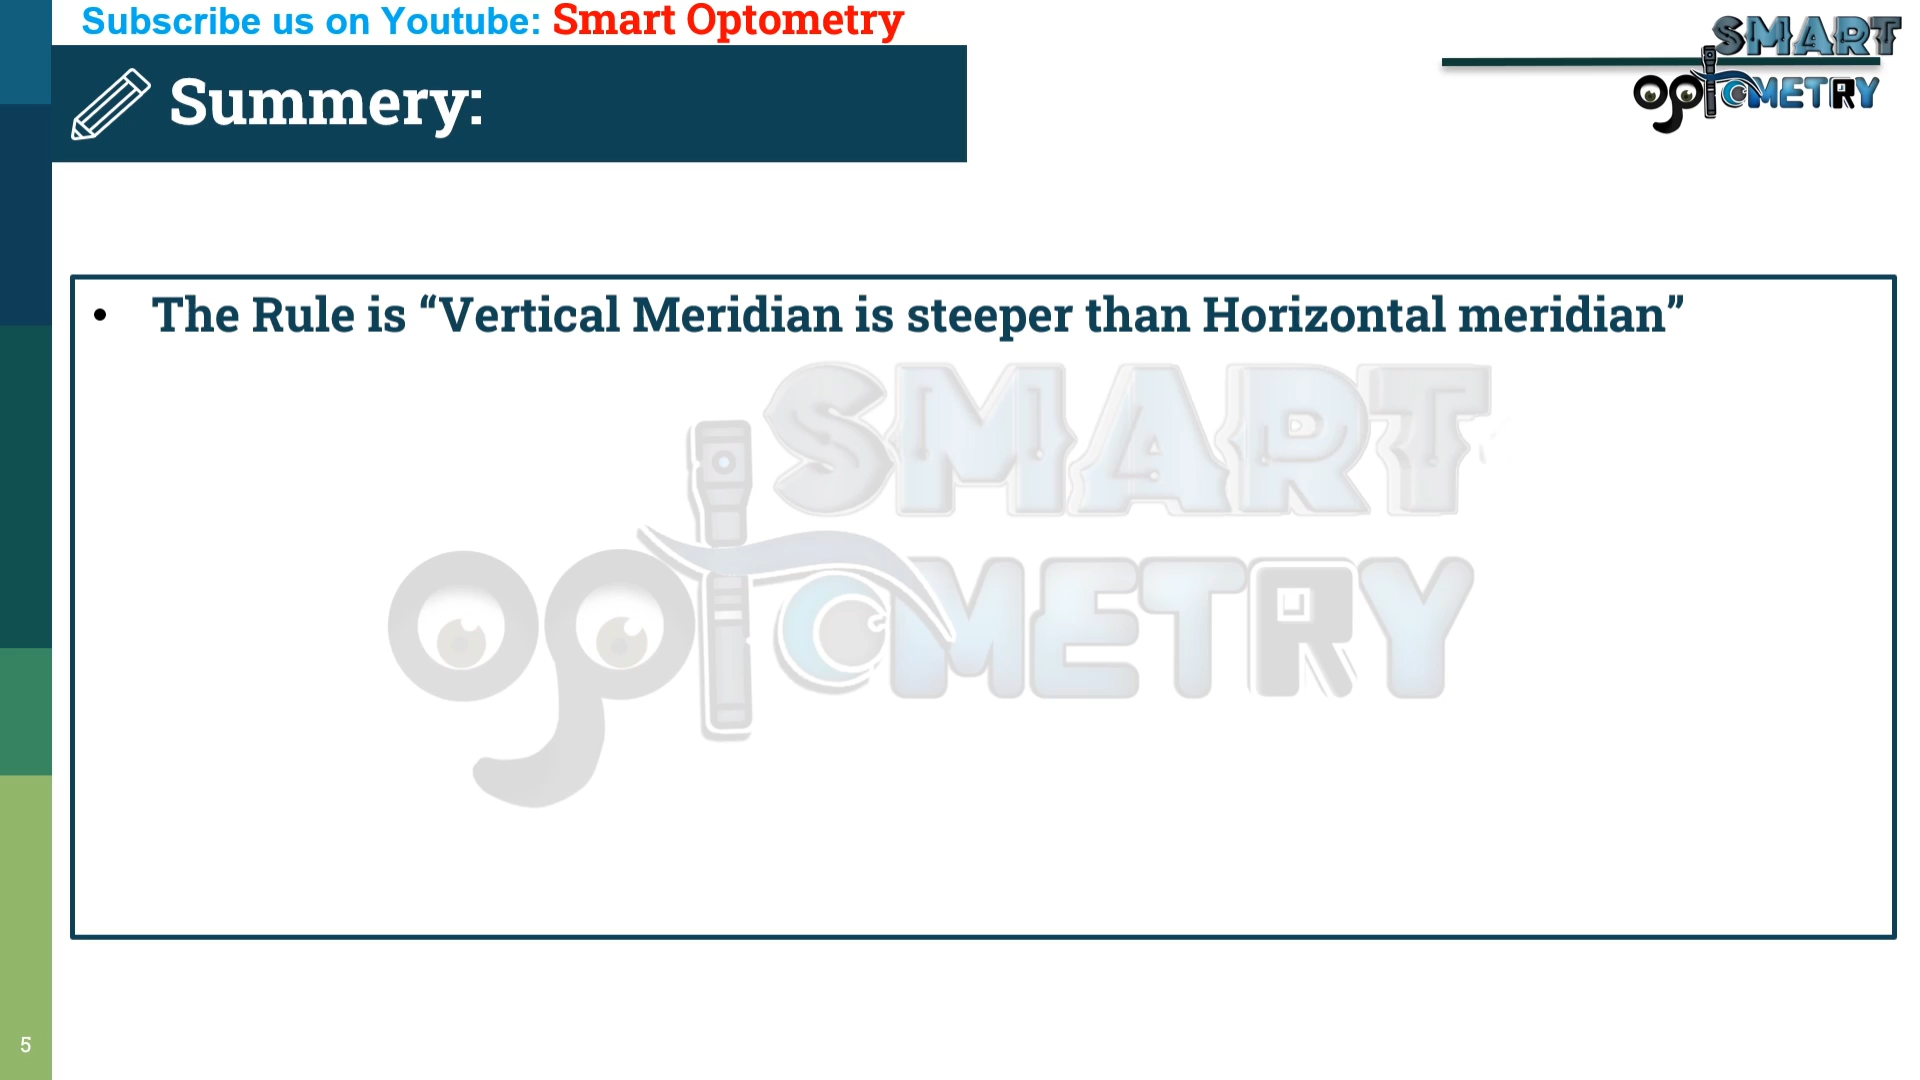 Subscribe us on Youtube: Smart Optometry
SMART
OPTOMETRY
Summery:
• The Rule is “Vertical Meridian is steeper than Horizontal meridian”
SMART
OPTOMETRY
5